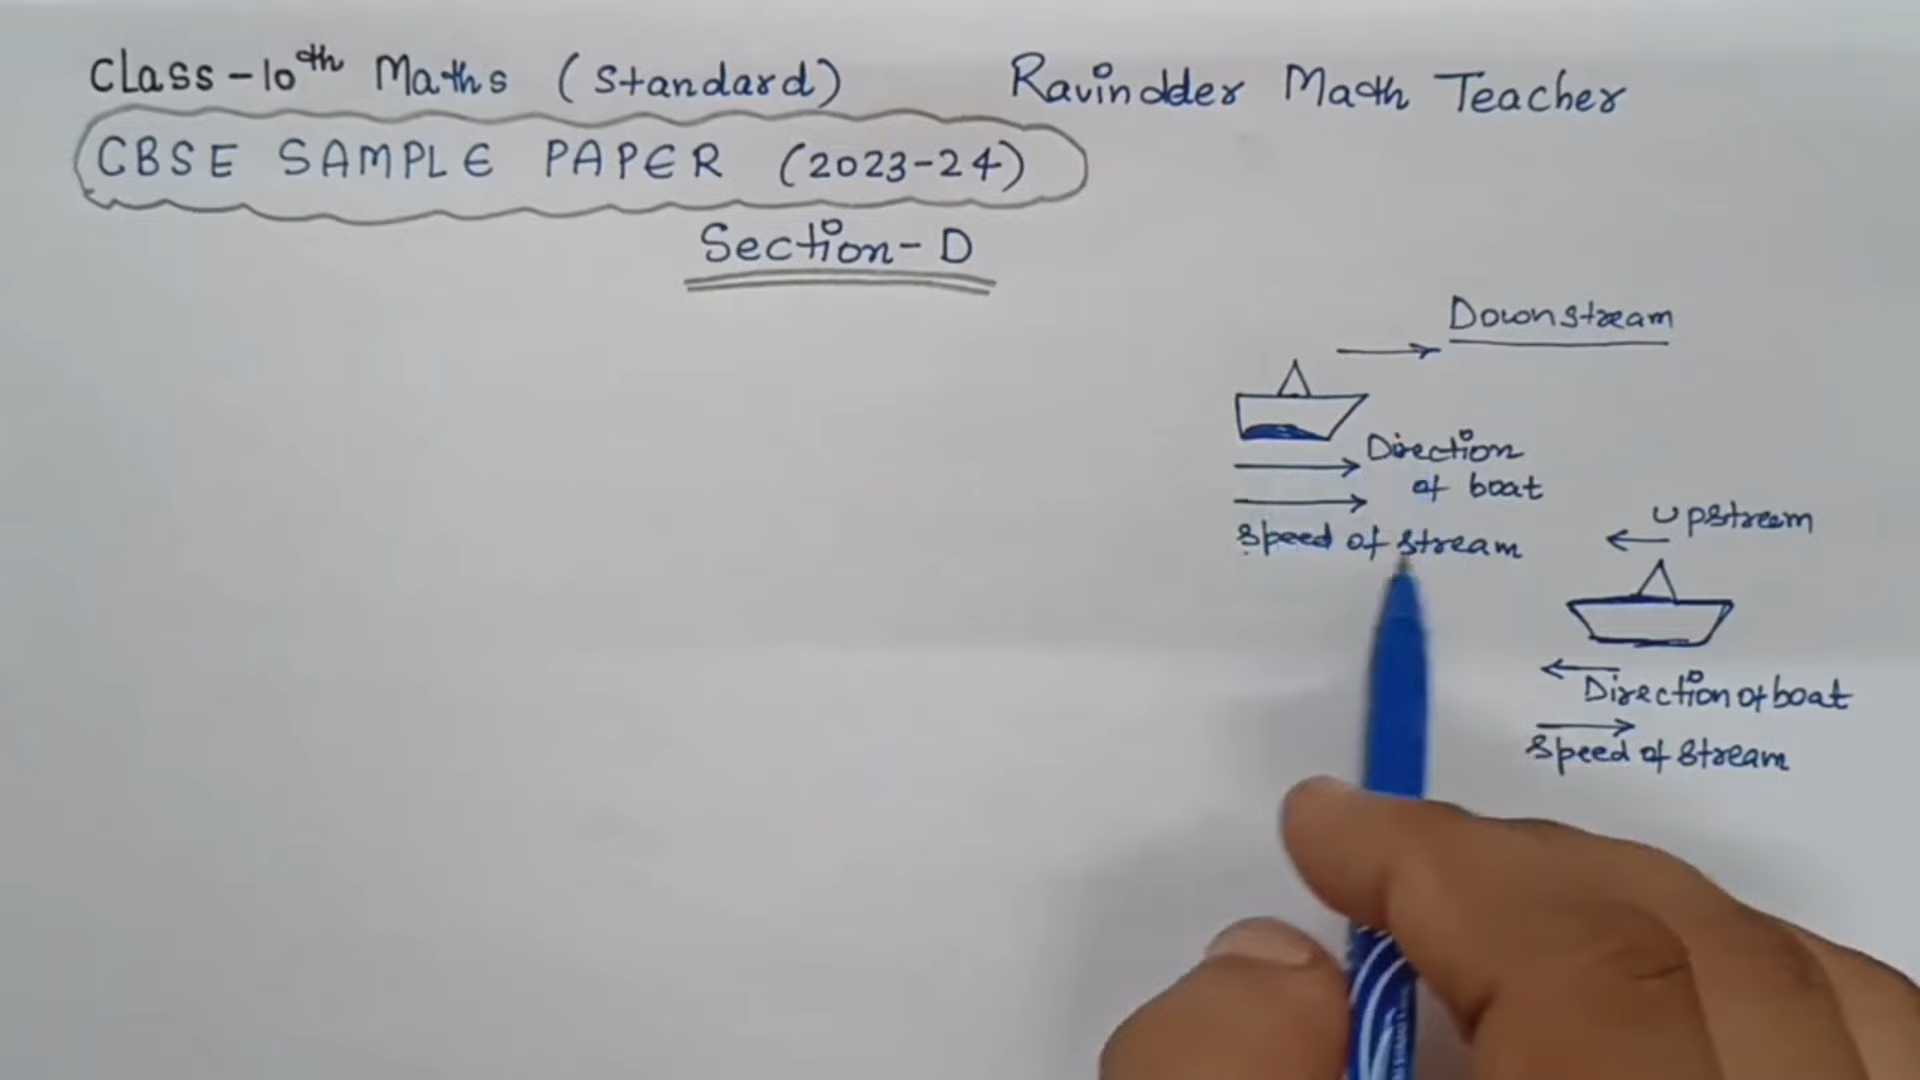 Class-10th Maths (Standard) Ravindder Math Teacher
CBSE SAMPLE PAPER (2023-24)
Section-D
Downstream
Direction
of boat
Speed of stream
Upstream
Direction of boat
Speed of stream